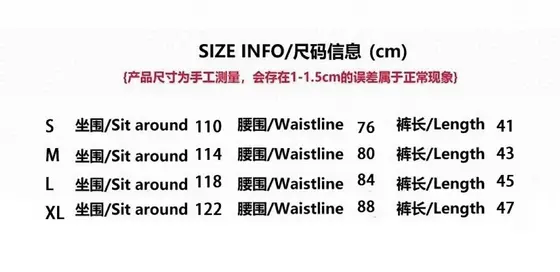 SIZE INFO/尺码信息 (cm)
{产品尺寸为手工测量，会存在1-1.5cm的误差属于正常现象}
S 坐围/Sit around 110 腰围/Waistline 76 裤长/Length 41
M 坐围/Sit around 114 腰围/Waistline 80 裤长/Length 43
L 坐围/Sit around 118 腰围/Waistline 84 裤长/Length 45
XL 坐围/Sit around 122 腰围/Waistline 88 裤长/Length 47